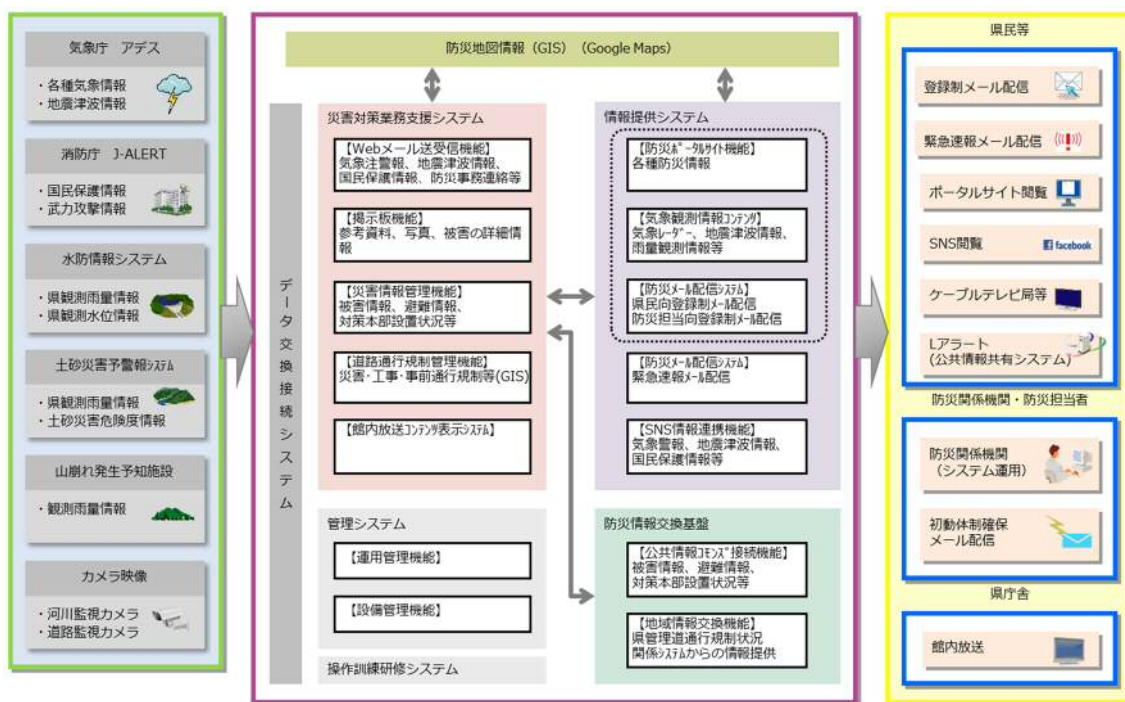 気象庁　アデス
・各種気象情報
・地震津波情報
消防庁　J-ALERT
・国民保護情報
・武力攻撃情報
水防情報システム
・県観測雨量情報
・県観測水位情報
土砂災害予警報ｼｽﾃﾑ
・県観測雨量情報
・土砂災害危険度情報
山崩れ発生予知施設
・観測雨量情報
カメラ映像
・河川監視カメラ
・道路監視カメラ
防災地図情報（GIS）（Google Maps）
データ交換接続システム
災害対策業務支援システム
【Webメール送受信機能】
気象注警報、地震津波情報、
国民保護情報、防災事務連絡等
【掲示板機能】
参考資料、写真、被害の詳細情
報
【災害情報管理機能】
被害情報、避難情報、
対策本部設置状況等
【道路通行規制管理機能】
災害･工事･事前通行規制等(GIS)
【館内放送ｺﾝﾃﾝﾂ表示ｼｽﾃﾑ】
管理システム
【運用管理機能】
【設備管理機能】
操作訓練研修システム
情報提供システム
【防災ﾎﾟｰﾀﾙｻｲﾄ機能】
各種防災情報
【気象観測情報ｺﾝﾃﾝﾂ】
気象ﾚｰﾀﾞｰ、地震津波情報、
雨量観測情報等
【防災ﾒｰﾙ配信ｼｽﾃﾑ】
県民向登録制ﾒｰﾙ配信
防災担当向登録制ﾒｰﾙ配信
【防災ﾒｰﾙ配信ｼｽﾃﾑ】
緊急速報ﾒｰﾙ配信
【SNS情報連携機能】
気象警報、地震津波情報、
国民保護情報等
防災情報交換基盤
【公共情報ｺﾓﾝｽﾞ接続機能】
被害情報、避難情報、
対策本部設置状況等
【地域情報交換機能】
県管理道通行規制状況
関係ｼｽﾃﾑからの情報提供
県民等
登録制メール配信
緊急速報メール配信
ポータルサイト閲覧
SNS閲覧
facebook
ケーブルテレビ局等
Lアラート
(公共情報共有システム)
防災関係機関・防災担当者
防災関係機関
（システム運用）
初動体制確保
メール配信
県庁舎
館内放送